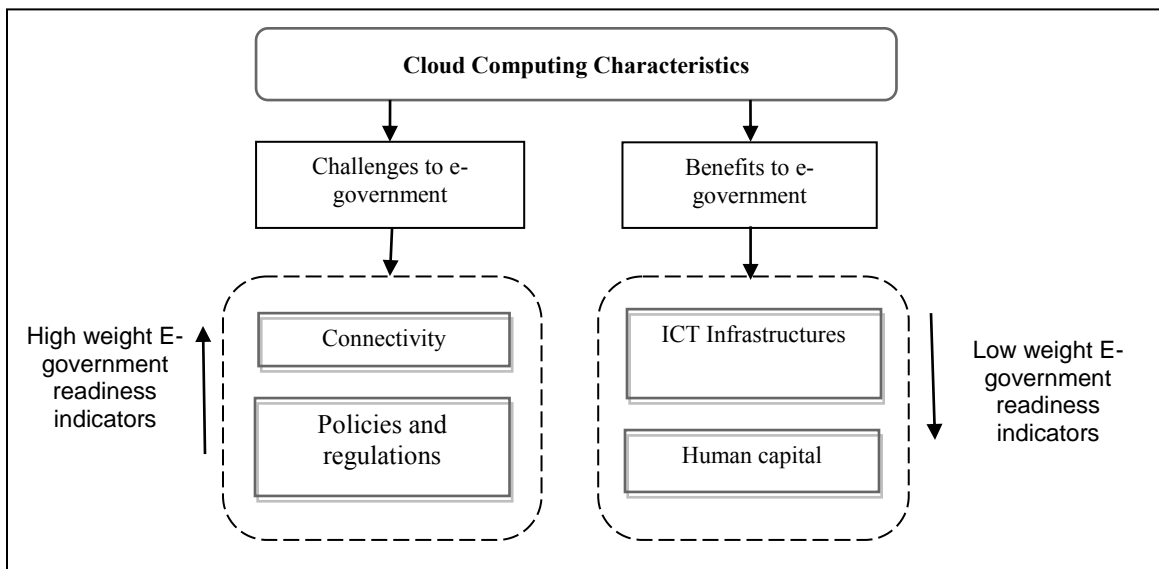 Cloud Computing Characteristics
Challenges to e-
government
Benefits to e-
government
High weight E-
government
readiness
indicators
Connectivity
Policies and
regulations
ICT Infrastructures
Human capital
Low weight E-
government
readiness
indicators